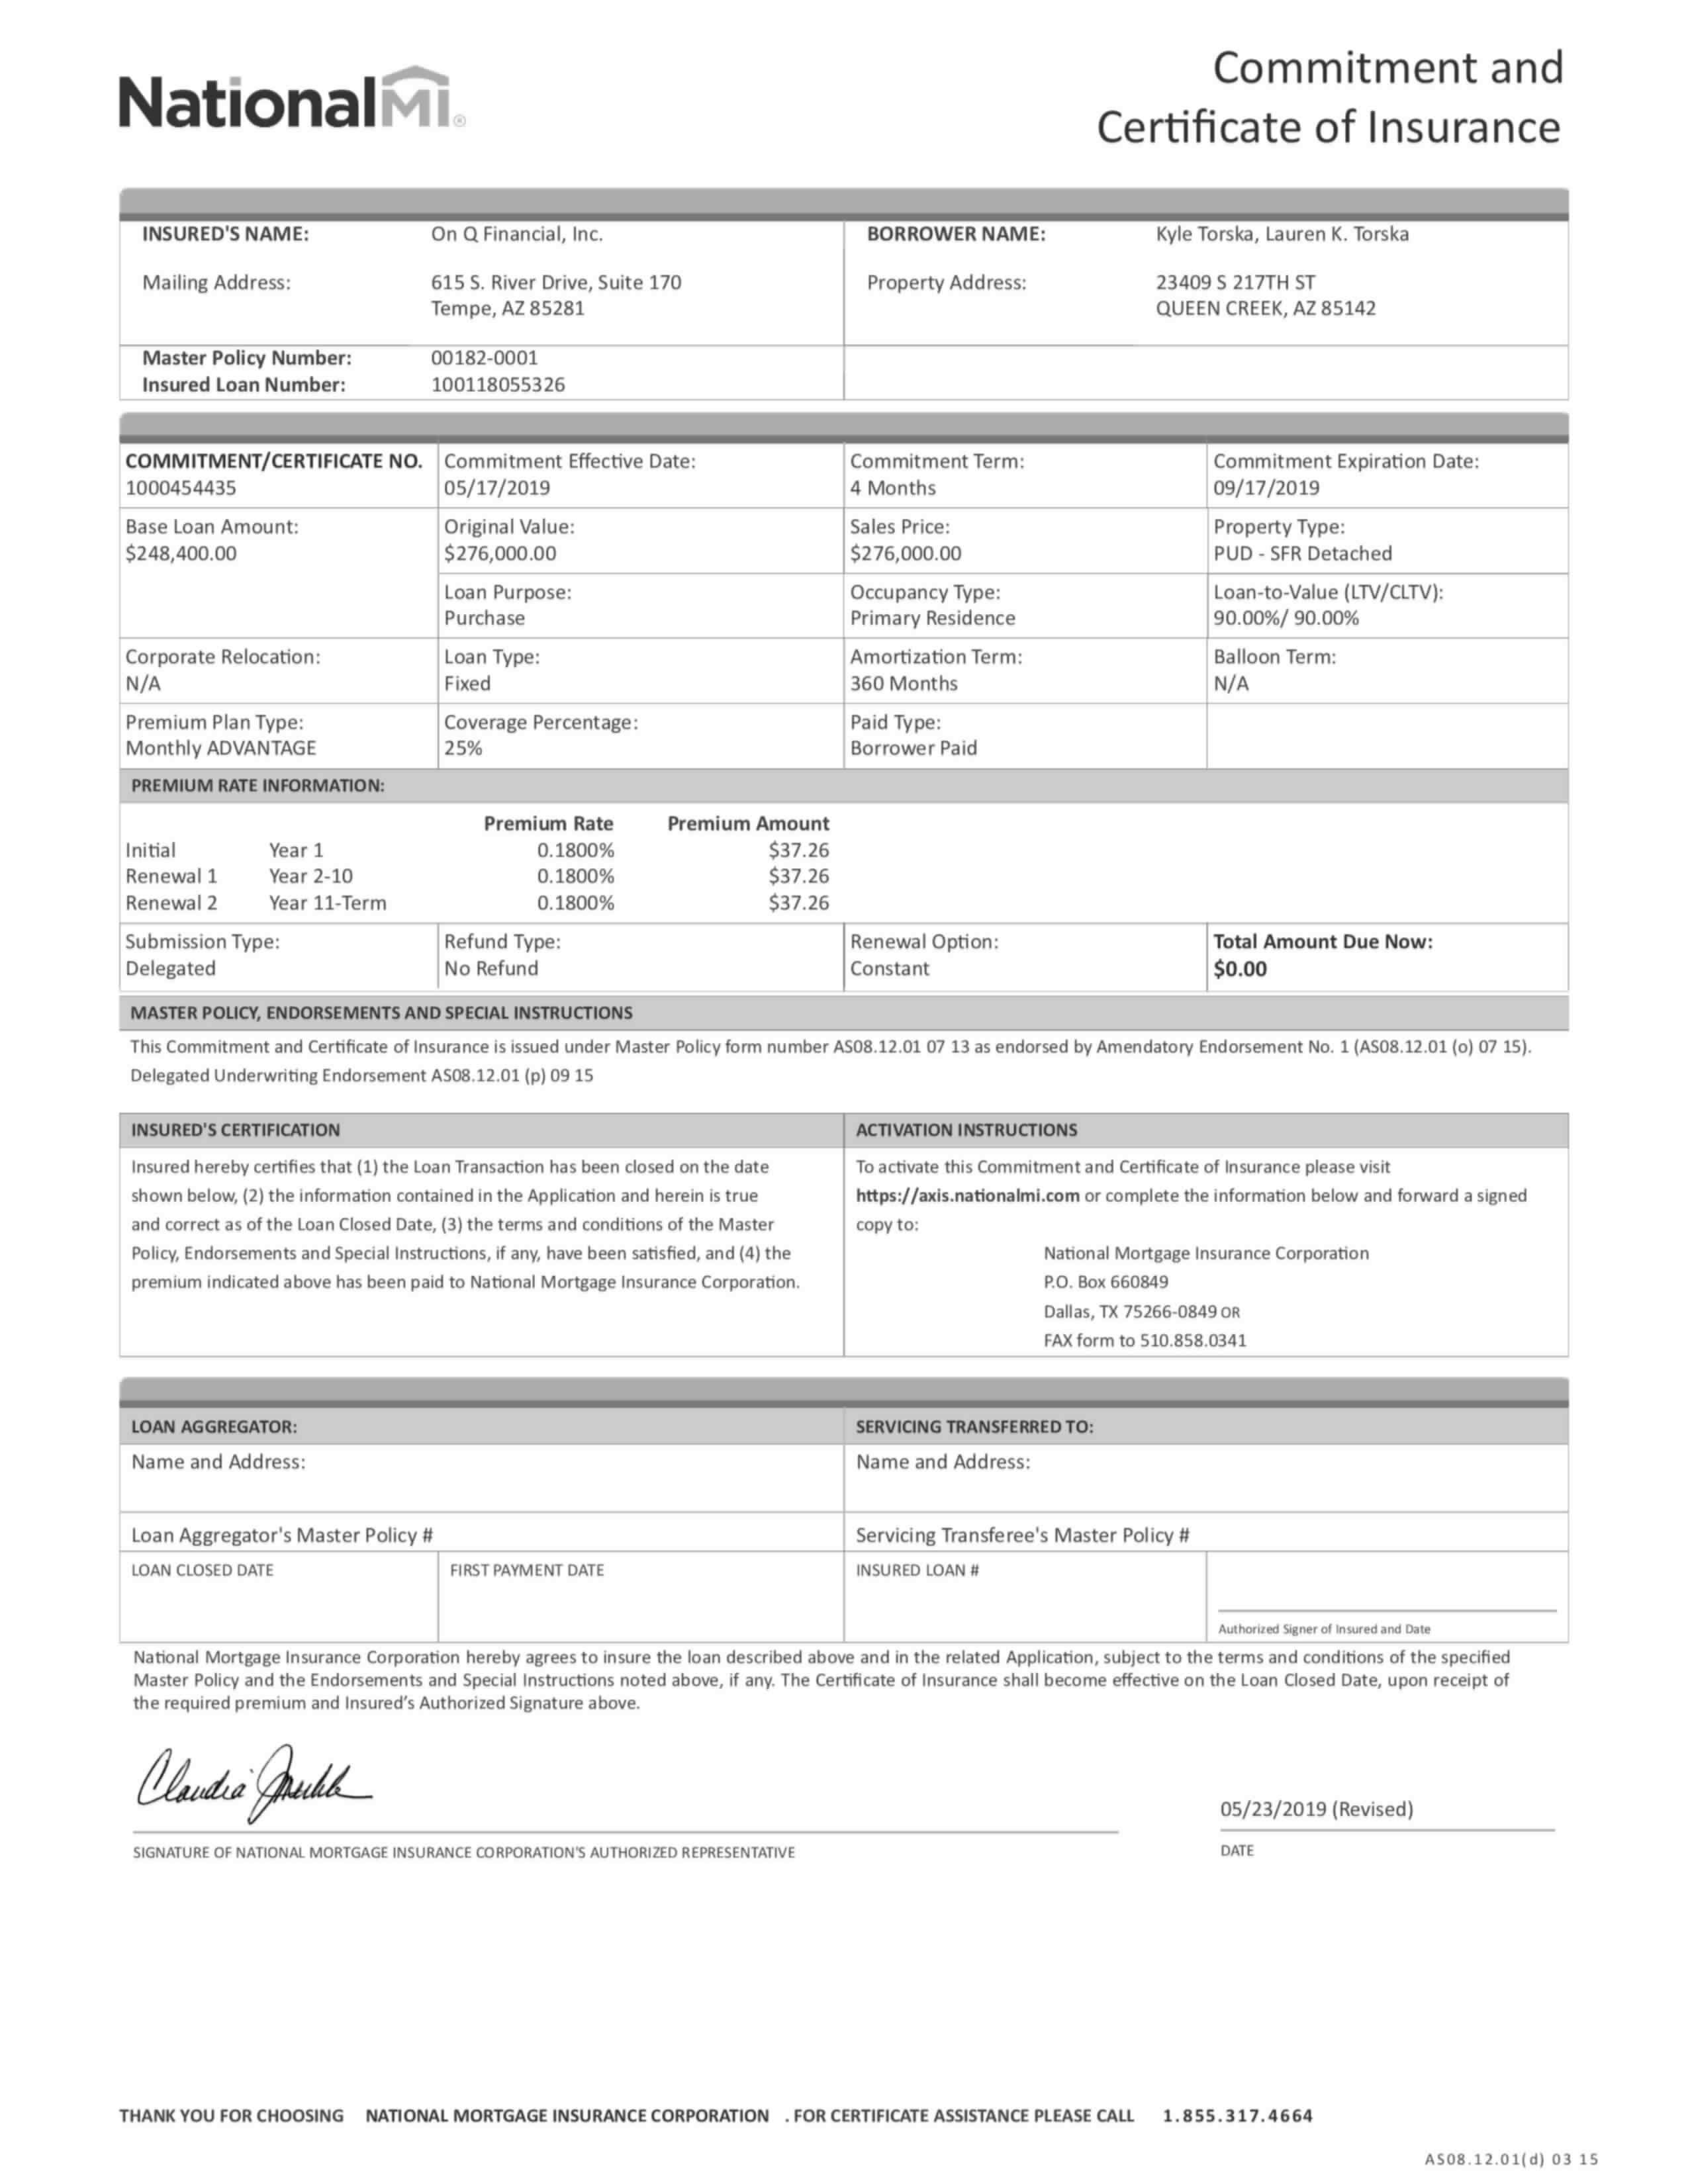 NationalMI®
Commitment and
Certificate of Insurance
INSURED'S NAME: On Q Financial, Inc.
Mailing Address: 615 S. River Drive, Suite 170
Tempe, AZ 85281
BORROWER NAME: Kyle Torska, Lauren K. Torska
Property Address: 23409 S 217TH ST
QUEEN CREEK, AZ 85142
Master Policy Number: 00182-0001
Insured Loan Number: 100118055326
COMMITMENT/CERTIFICATE NO. Commitment Effective Date: Commitment Term: Commitment Expiration Date:
1000454435 05/17/2019 4 Months 09/17/2019
Base Loan Amount: Original Value: Sales Price: Property Type:
$248,400.00 $276,000.00 $276,000.00 PUD - SFR Detached
Loan Purpose: Occupancy Type: Loan-to-Value (LTV/CLTV):
Purchase Primary Residence 90.00%/ 90.00%
Corporate Relocation: Loan Type: Amortization Term: Balloon Term:
N/A Fixed 360 Months N/A
Premium Plan Type: Coverage Percentage: Paid Type:
Monthly ADVANTAGE 25% Borrower Paid
PREMIUM RATE INFORMATION:
Premium Rate Premium Amount
Initial Year 1 0.1800% $37.26
Renewal 1 Year 2-10 0.1800% $37.26
Renewal 2 Year 11-Term 0.1800% $37.26
Submission Type: Refund Type: Renewal Option: Total Amount Due Now:
Delegated No Refund Constant $0.00
MASTER POLICY, ENDORSEMENTS AND SPECIAL INSTRUCTIONS
This Commitment and Certificate of Insurance is issued under Master Policy form number AS08.12.01 07 13 as endorsed by Amendatory Endorsement No. 1 (AS08.12.01 (o) 07 15).
Delegated Underwriting Endorsement AS08.12.01 (p) 09 15
INSURED'S CERTIFICATION
Insured hereby certifies that (1) the Loan Transaction has been closed on the date
shown below, (2) the information contained in the Application and herein is true
and correct as of the Loan Closed Date, (3) the terms and conditions of the Master
Policy, Endorsements and Special Instructions, if any, have been satisfied, and (4) the
premium indicated above has been paid to National Mortgage Insurance Corporation.
ACTIVATION INSTRUCTIONS
To activate this Commitment and Certificate of Insurance please visit
https://axis.nationalmi.com or complete the information below and forward a signed
copy to:
National Mortgage Insurance Corporation
P.O. Box 660849
Dallas, TX 75266-0849 OR
FAX form to 510.858.0341
LOAN AGGREGATOR: SERVICING TRANSFERRED TO:
Name and Address: Name and Address:
Loan Aggregator's Master Policy # Servicing Transferee's Master Policy #
LOAN CLOSED DATE FIRST PAYMENT DATE INSURED LOAN #
Authorized Signer of Insured and Date
National Mortgage Insurance Corporation hereby agrees to insure the loan described above and in the related Application, subject to the terms and conditions of the specified
Master Policy and the Endorsements and Special Instructions noted above, if any. The Certificate of Insurance shall become effective on the Loan Closed Date, upon receipt of
the required premium and Insured’s Authorized Signature above.
Claudia
05/23/2019 (Revised)
SIGNATURE OF NATIONAL MORTGAGE INSURANCE CORPORATION'S AUTHORIZED REPRESENTATIVE DATE
THANK YOU FOR CHOOSING NATIONAL MORTGAGE INSURANCE CORPORATION . FOR CERTIFICATE ASSISTANCE PLEASE CALL 1.855.317.4664
AS08.12.01(d) 03 15